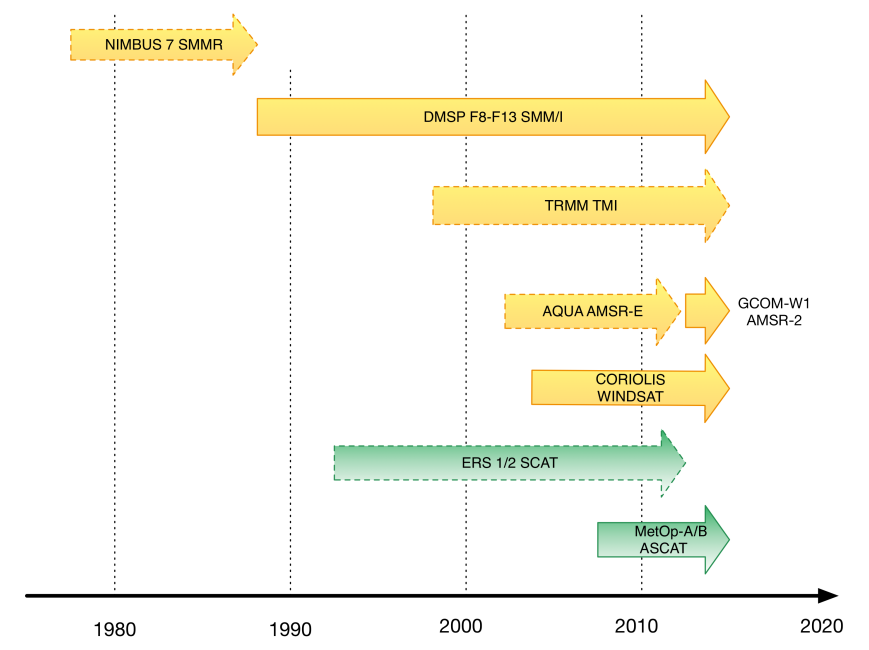 NIMBUS 7 SMMR
DMSP F8-F13 SMM/I
TRMM TMI
AQUA AMSR-E
GCOM-W1
AMSR-2
CORIOLIS
WINDSAT
ERS 1/2 SCAT
MetOp-A/B
ASCAT
1980
1990
2000
2010
2020